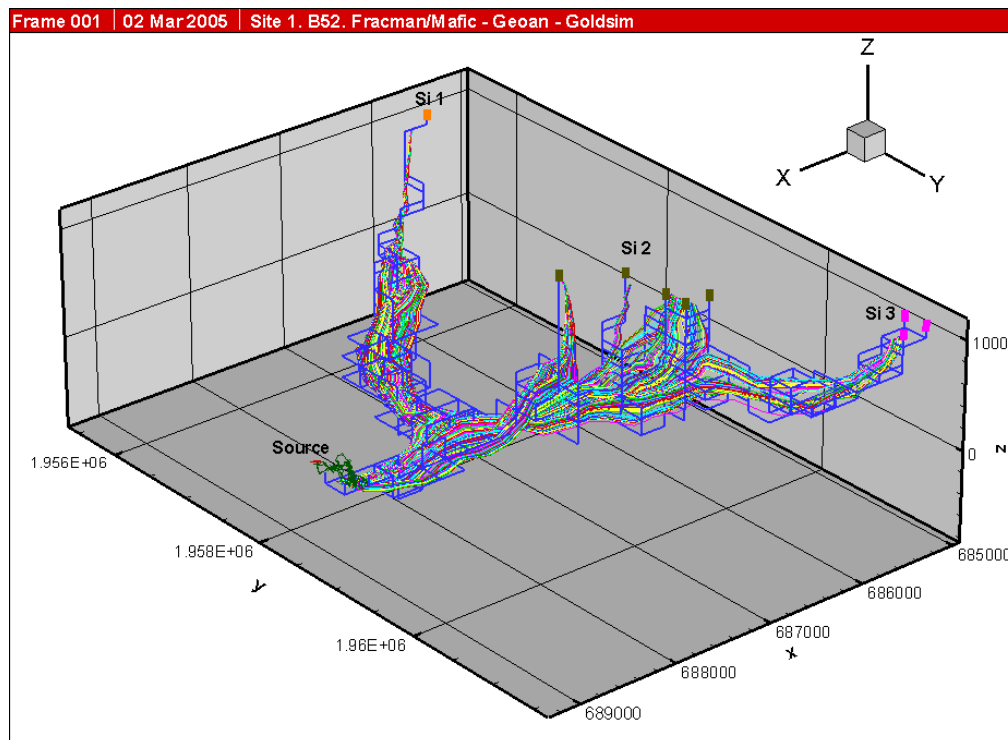 Frame 001 | 02 Mar 2005 | Site 1. B52. Fracman/Mafic - Geoan - Goldsim
Z
X
Y
Si 1
Si 2
Si 3
Source
1000
0
z
1.956E+06
1.958E+06
1.96E+06
y
685000
686000
687000
688000
689000
x